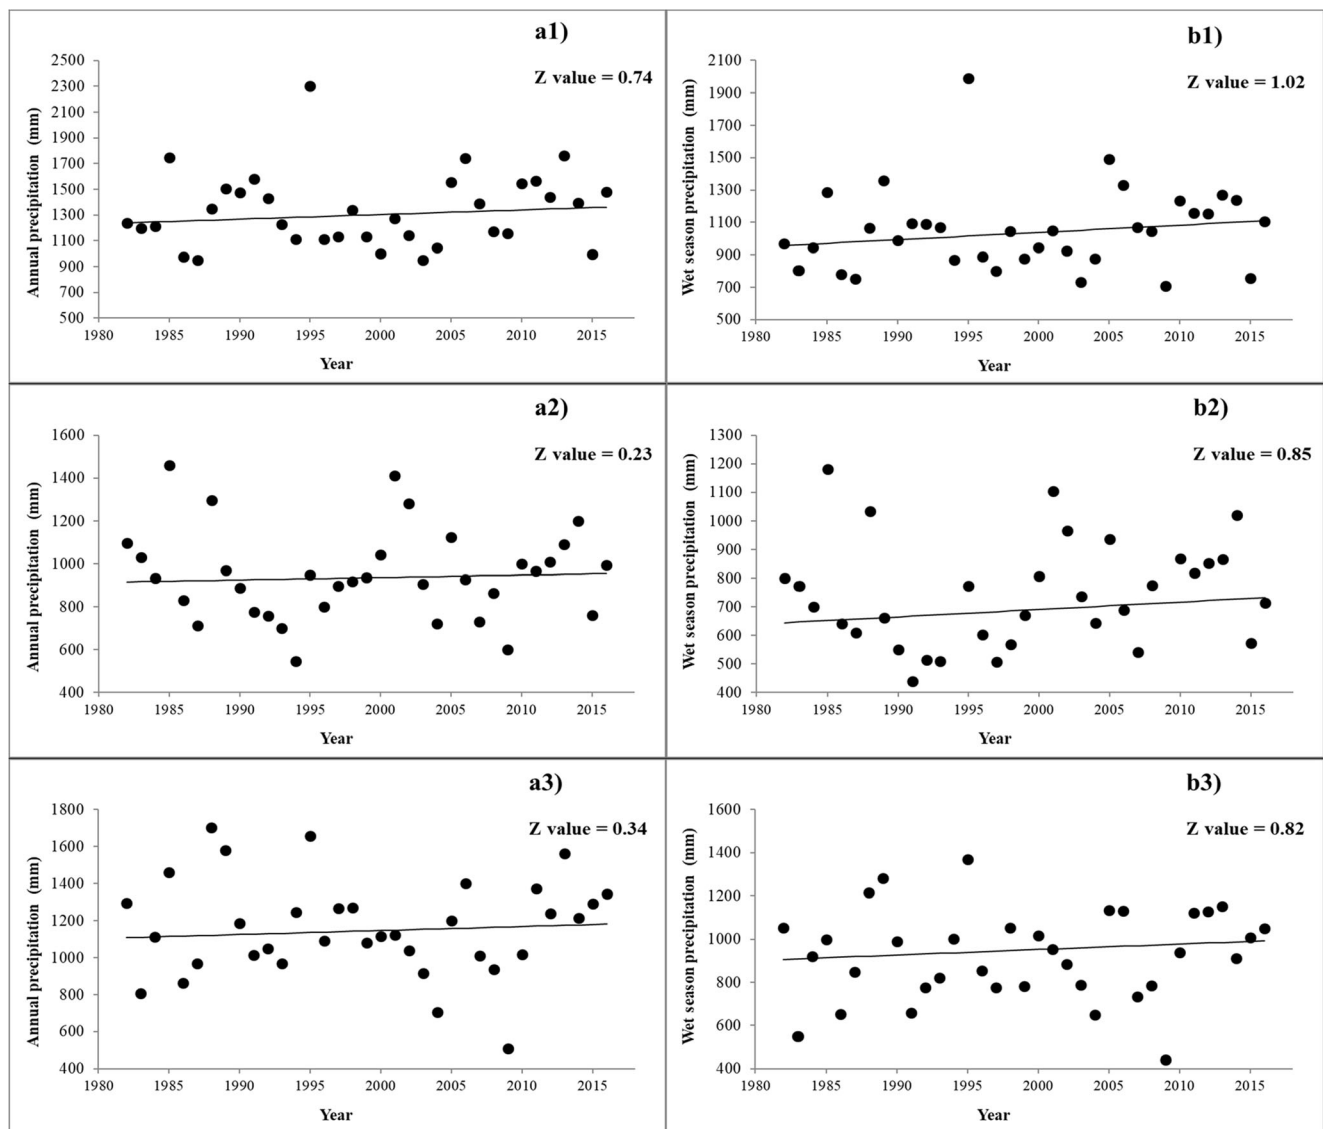 a1)
Z value = 0.74
Annual precipitation (mm)
2500
2300
2100
1900
1700
1500
1300
1100
900
700
500
1980 1985 1990 1995 2000 2005 2010 2015
Year
b1)
Z value = 1.02
Wet season precipitation (mm)
2100
1900
1700
1500
1300
1100
900
700
500
1980 1985 1990 1995 2000 2005 2010 2015
Year
a2)
Z value = 0.23
Annual precipitation (mm)
1600
1400
1200
1000
800
600
400
1980 1985 1990 1995 2000 2005 2010 2015
Year
b2)
Z value = 0.85
Wet season precipitation (mm)
1300
1200
1100
1000
900
800
700
600
500
400
1980 1985 1990 1995 2000 2005 2010 2015
Year
a3)
Z value = 0.34
Annual precipitation (mm)
1800
1600
1400
1200
1000
800
600
400
1980 1985 1990 1995 2000 2005 2010 2015
Year
b3)
Z value = 0.82
Wet season precipitation (mm)
1600
1400
1200
1000
800
600
400
1980 1985 1990 1995 2000 2005 2010 2015
Year